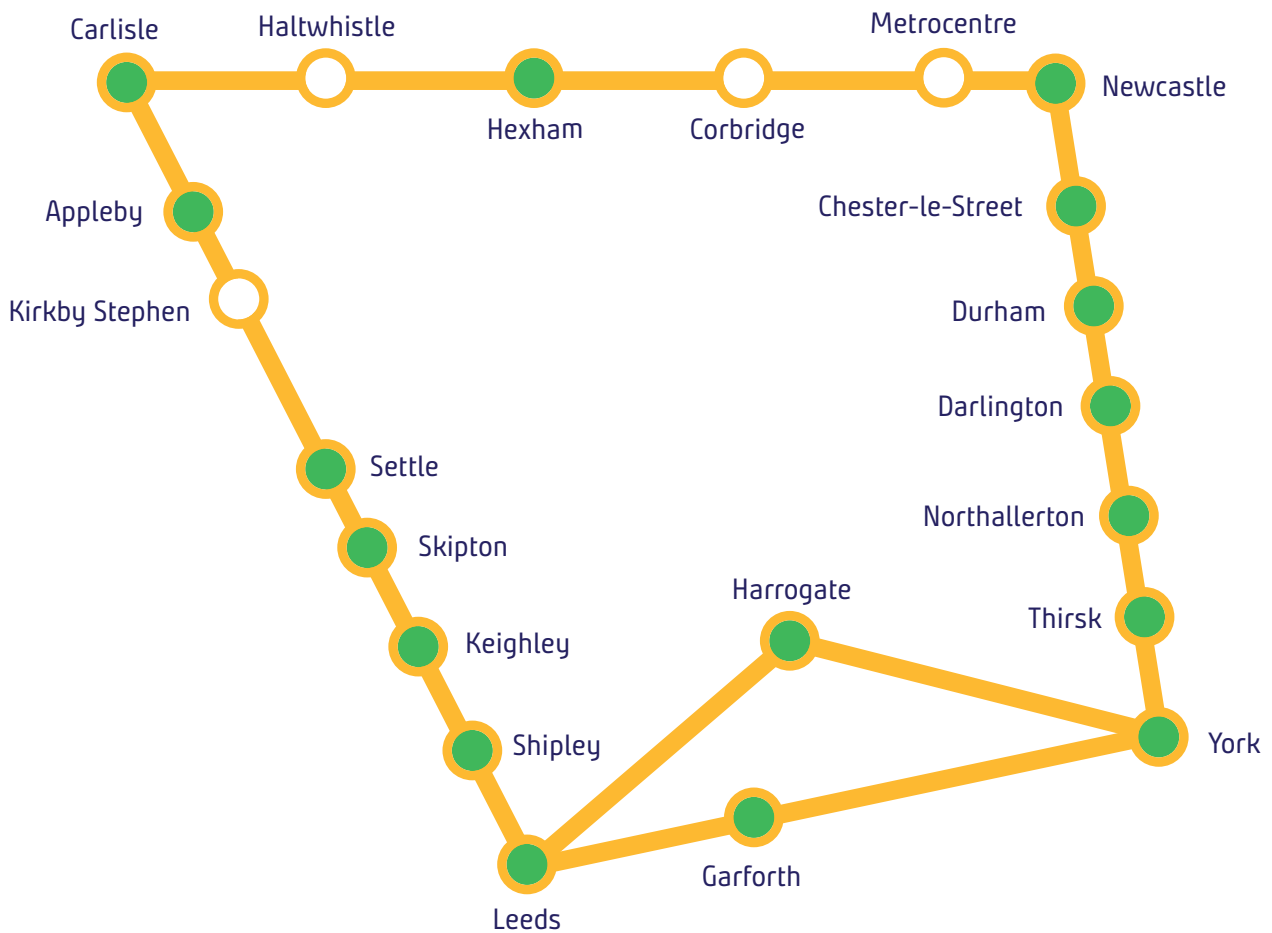 Carlisle
Haltwhistle
Metrocentre
Newcastle
Hexham
Corbridge
Appleby
Chester-le-Street
Kirkby Stephen
Durham
Darlington
Settle
Northallerton
Skipton
Harrogate
Thirsk
Keighley
Shipley
York
Garforth
Leeds